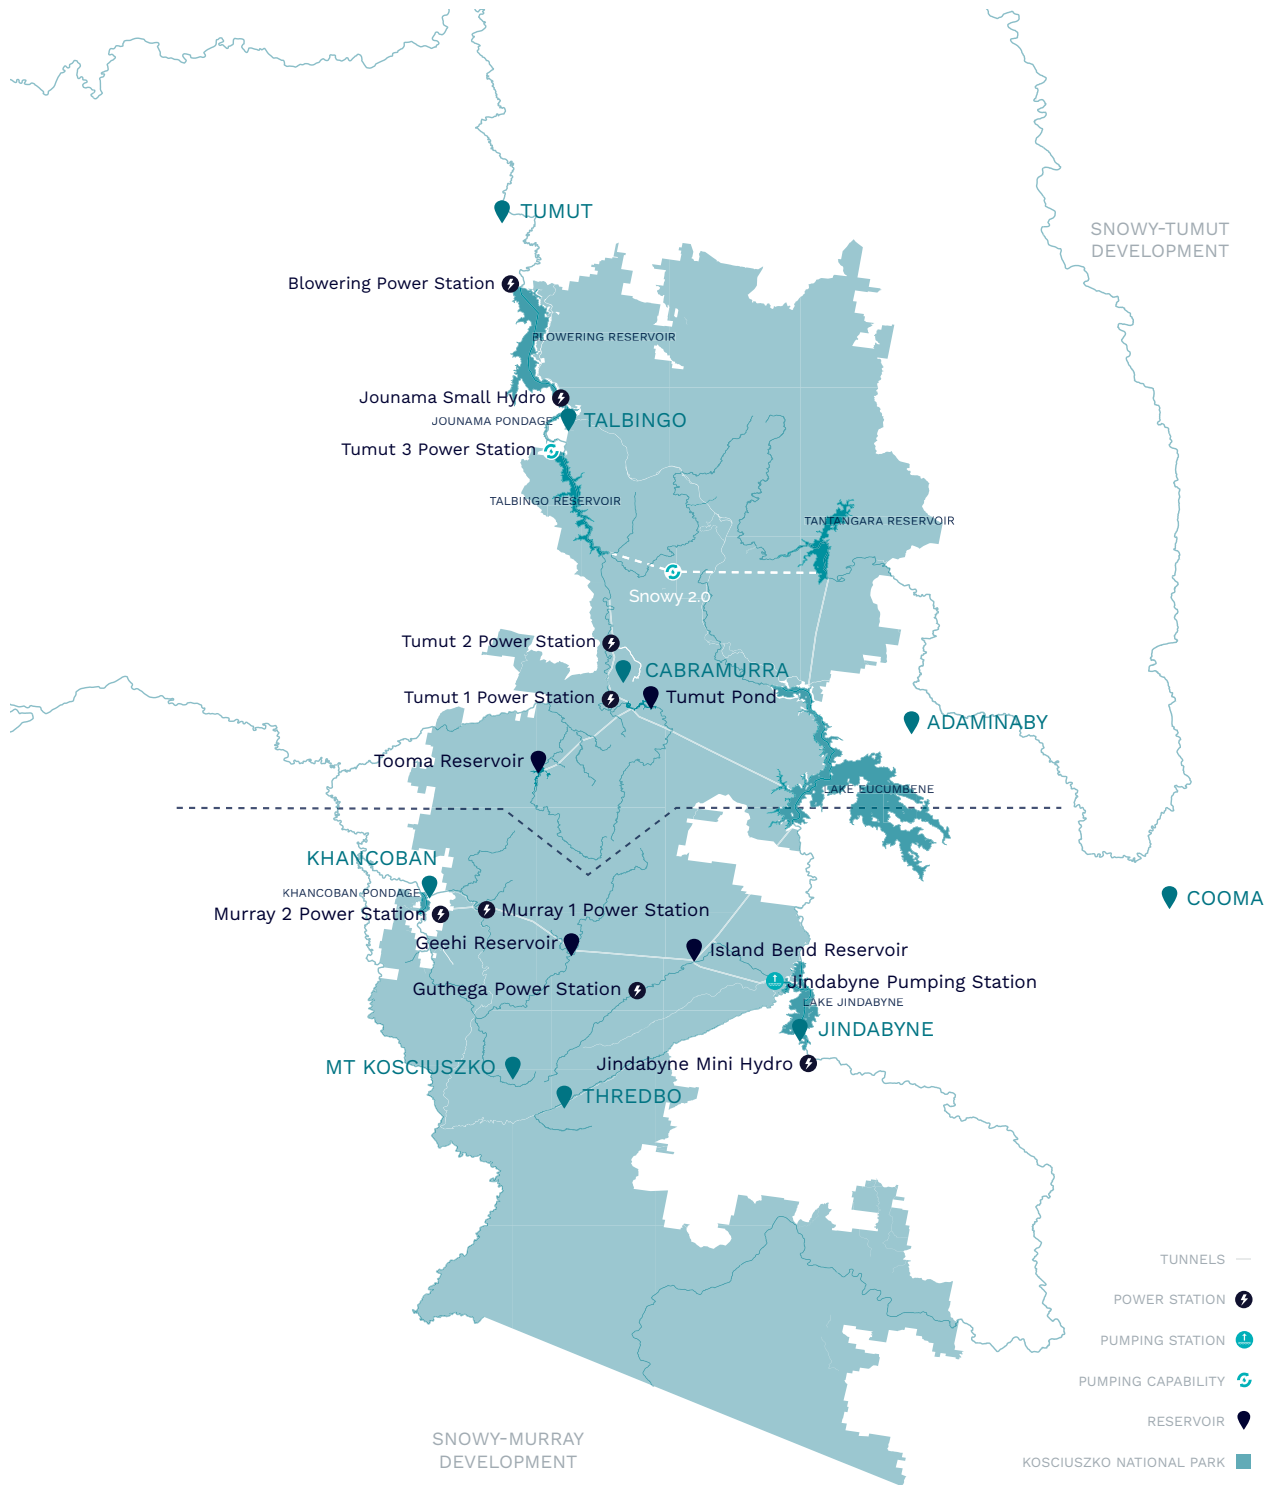 TUMUT
SNOWY-TUMUT
DEVELOPMENT
Blowering Power Station
BLOWERING RESERVOIR
Jounama Small Hydro
JOUNAMA PONDAGE
TALBINGO
Tumut 3 Power Station
TALBINGO RESERVOIR
TANTANGARA RESERVOIR
Snowy 2.0
Tumut 2 Power Station
CABRAMURRA
Tumut 1 Power Station
Tumut Pond
ADAMINABY
Tooma Reservoir
LAKE EUCUMBENE
KHANCOBAN
KHANCOBAN PONDAGE
COOMA
Murray 2 Power Station
Murray 1 Power Station
Geehi Reservoir
Island Bend Reservoir
Guthega Power Station
Jindabyne Pumping Station
LAKE JINDABYNE
JINDABYNE
MT KOSCIUSZKO
Jindabyne Mini Hydro
THREDBO
TUNNELS
POWER STATION
PUMPING STATION
PUMPING CAPABILITY
RESERVOIR
KOSCIUSZKO NATIONAL PARK
SNOWY-MURRAY
DEVELOPMENT